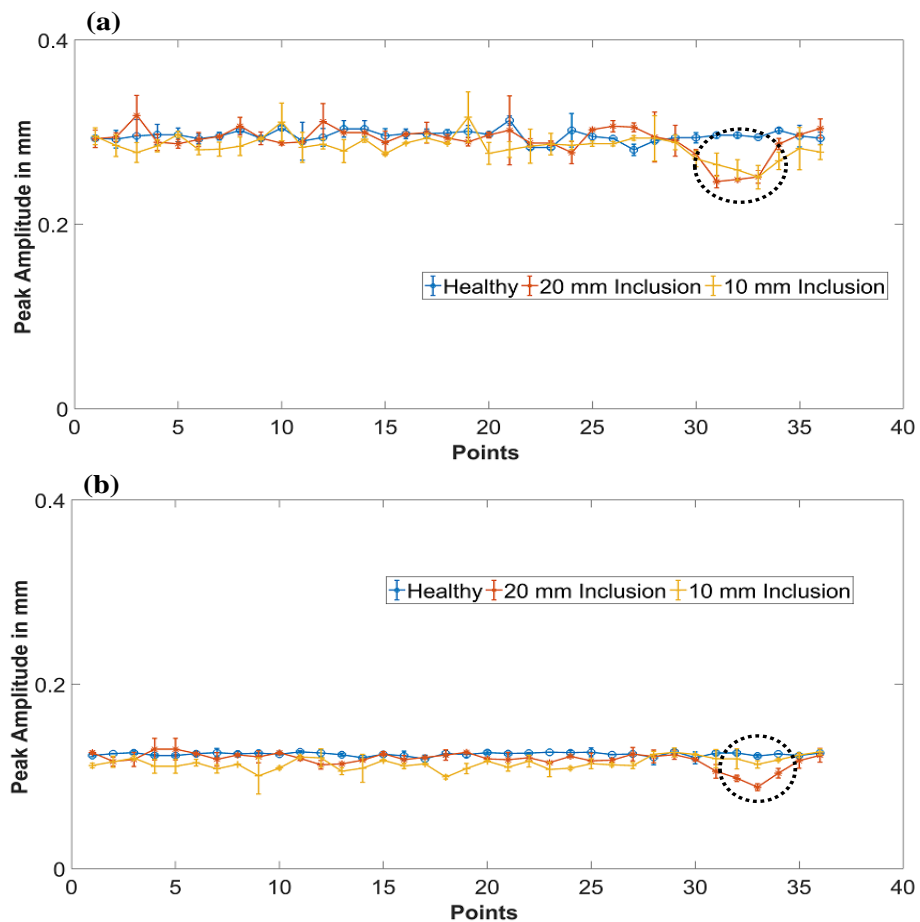 (a)
0.4
0.2
0
Peak Amplitude in mm
Healthy 20 mm Inclusion 10 mm Inclusion
0 5 10 15 20 25 30 35 40
Points
(b)
0.4
0.2
0
Peak Amplitude in mm
Healthy 20 mm Inclusion 10 mm Inclusion
0 5 10 15 20 25 30 35 40
Points